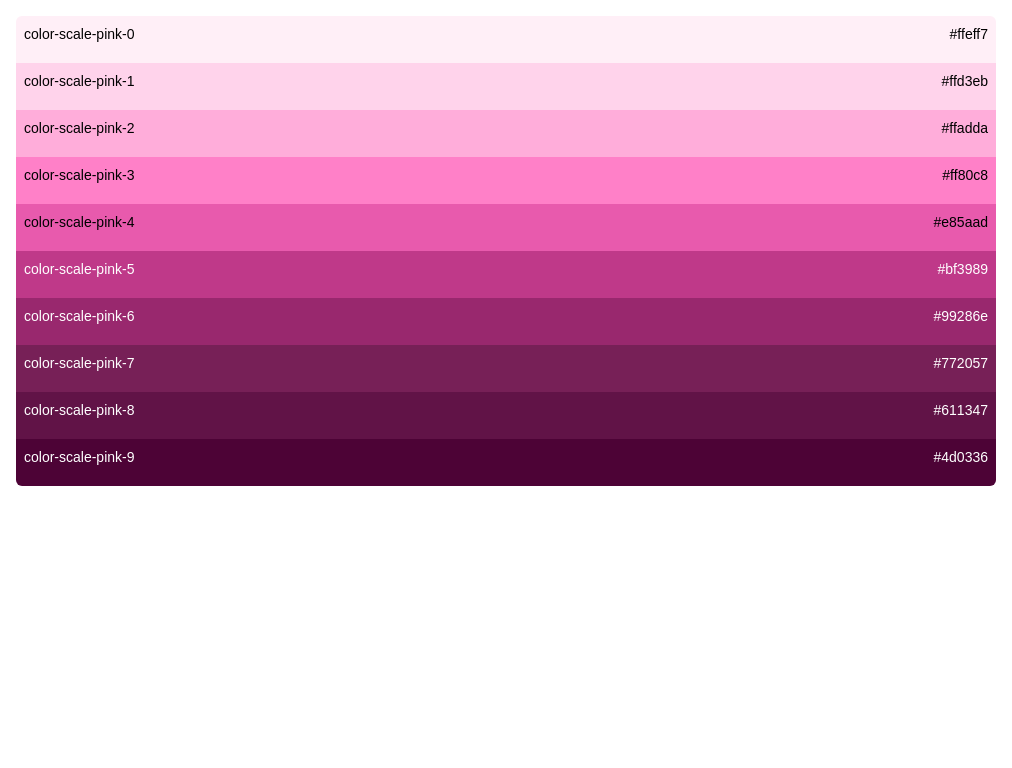 color-scale-pink-0 #ffeff7
color-scale-pink-1 #ffd3eb
color-scale-pink-2 #ffadda
color-scale-pink-3 #ff80c8
color-scale-pink-4 #e85aad
color-scale-pink-5 #bf3989
color-scale-pink-6 #99286e
color-scale-pink-7 #772057
color-scale-pink-8 #611347
color-scale-pink-9 #4d0336